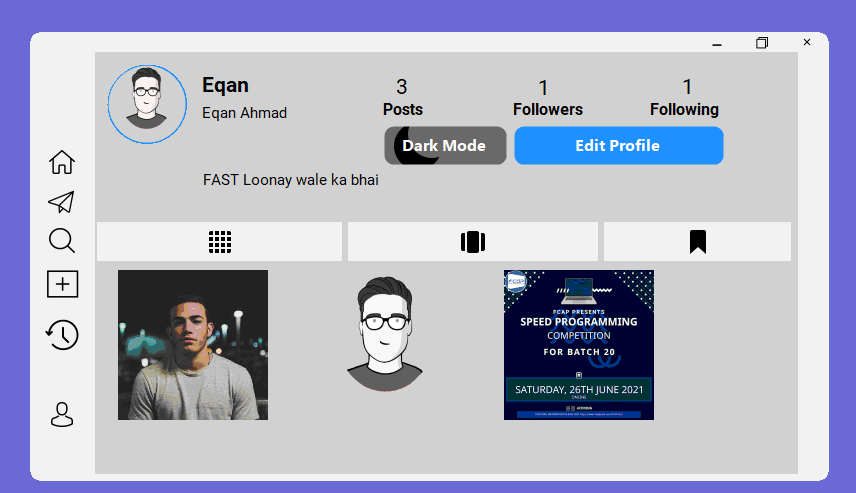 Eqan
Eqan Ahmad
3
Posts
1
Followers
1
Following
Dark Mode
Edit Profile
FAST Loonay wale ka bhai
FCAP PRESENTS
SPEED PROGRAMMING
COMPETITION
FOR BATCH 20
SATURDAY, 26TH JUNE 2021
ONLINE